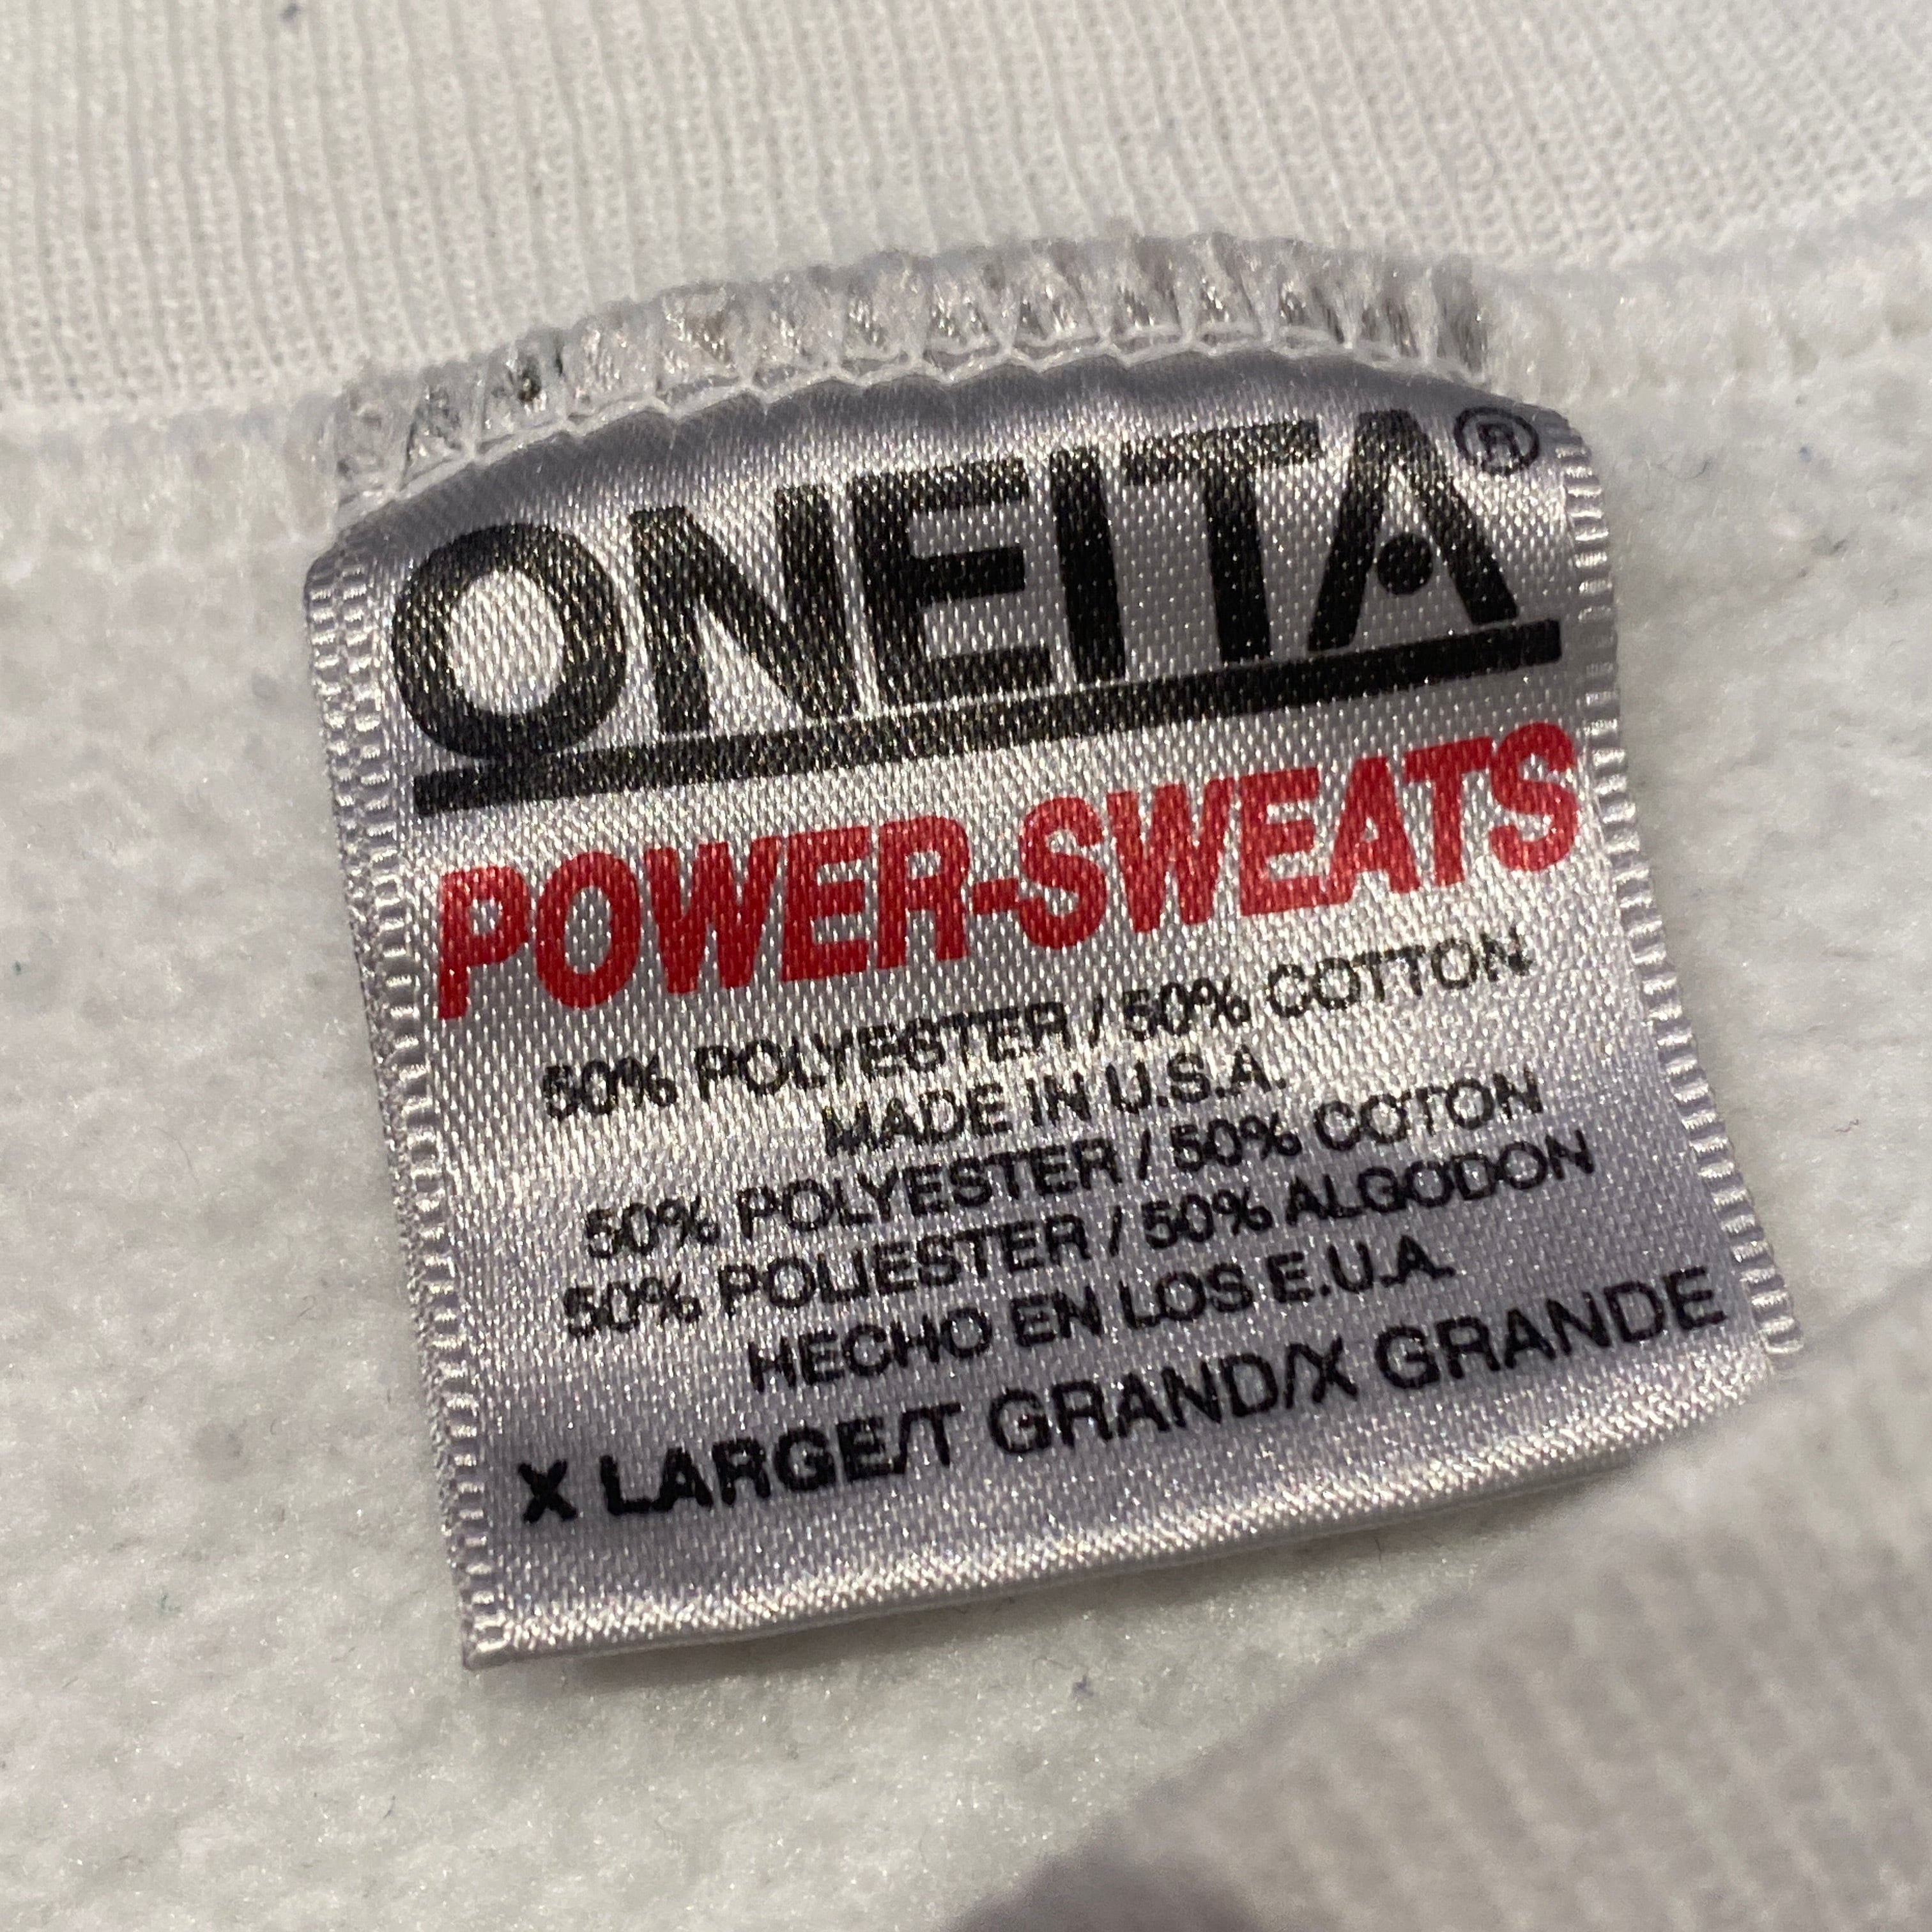 ONEITA®
POWER-SWEATS
50% POLYESTER / 50% COTTON
MADE IN U.S.A.
50% POLYESTER / 50% COTON
50% POLIESTER / 50% ALGODON
HECHO EN LOS E.U.A.
X LARGE/T GRAND/X GRANDE